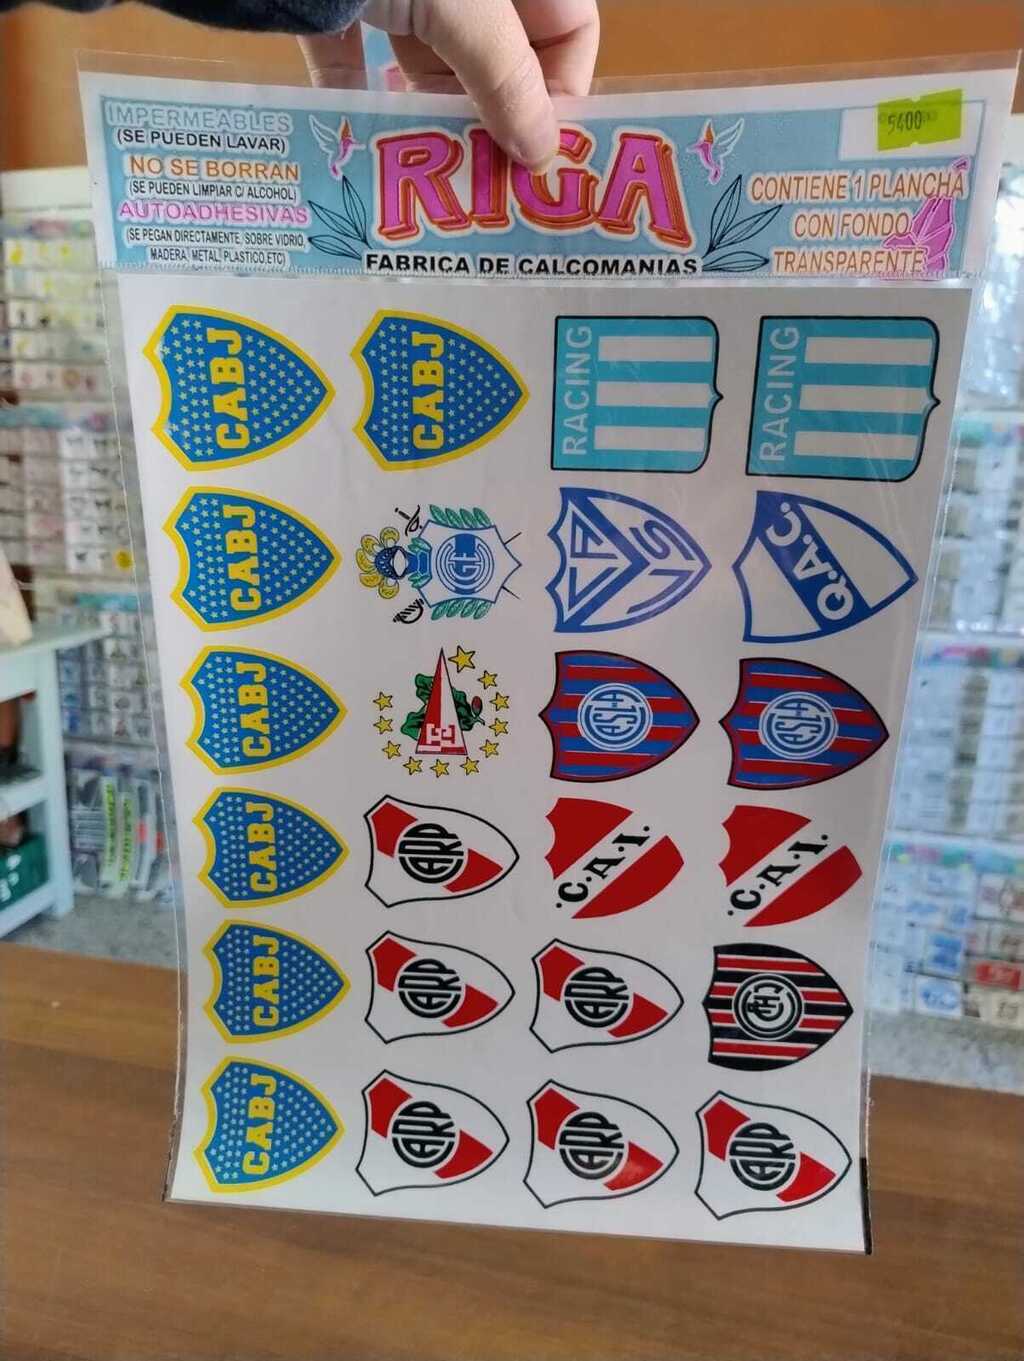 IMPERMEABLES
(SE PUEDEN LAVAR)
NO SE BORRAN
(SE PUEDEN LIMPIAR C/ ALCOHOL)
AUTOADHESIVAS
(SE PEGAN DIRECTAMENTE, SOBRE VIDRIO,
MADERA, METAL, PLASTICO, ETC)
RIGA
FABRICA DE CALCOMANIAS
5400
CONTIENE 1 PLANCHA
CON FONDO
TRANSPARENTE
CABJ
CABJ
RACING
RACING
CABJ
CABJ
CABJ
CABJ
CABJ
CABJ
Q.A.C.
CASLA
CASLA
CARP
.C.A.I.
.C.A.I.
CARP
CARP
CARP
CARP
CARP